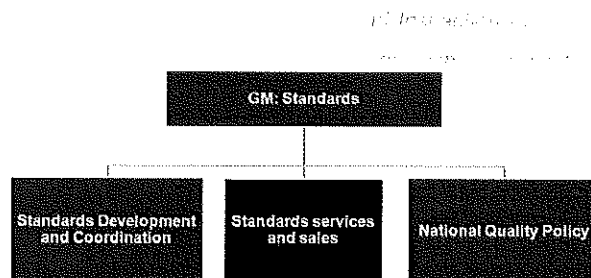 GM: Standards
Standards Development
and Coordination
Standards services
and sales
National Quality Policy